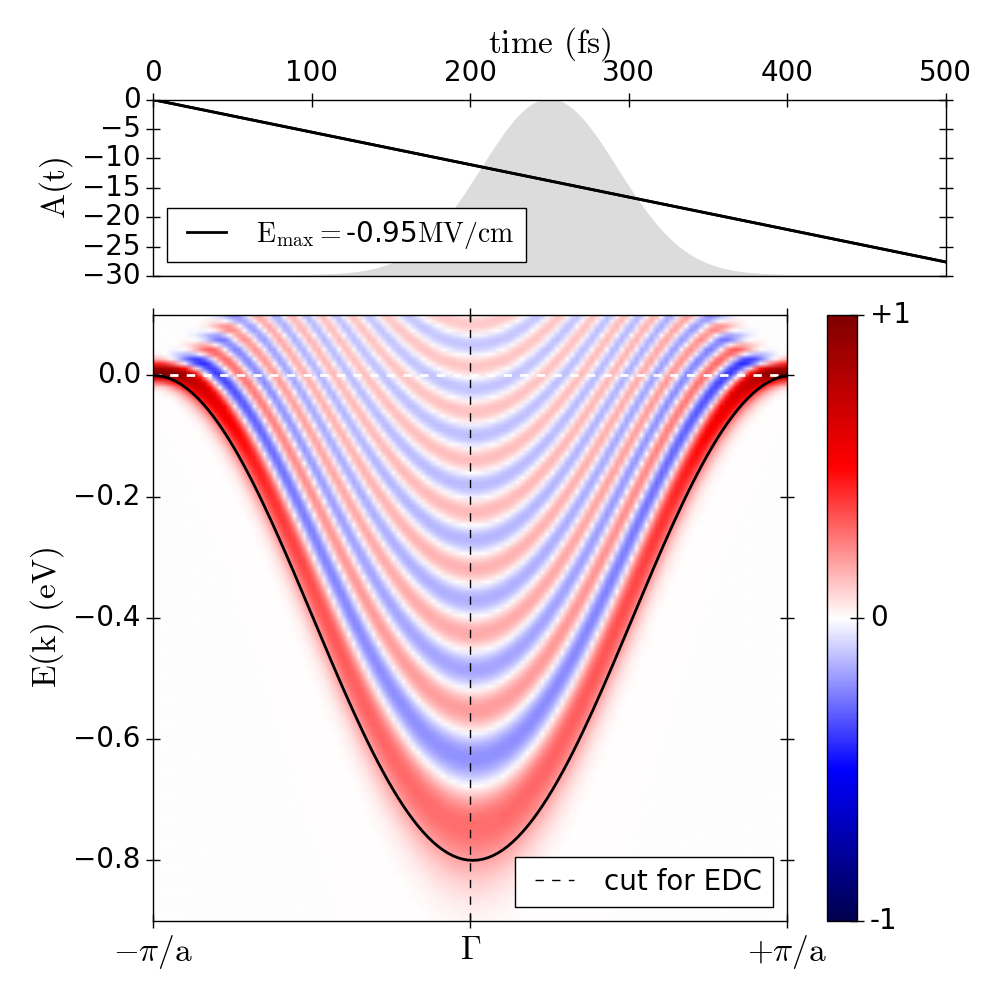 time (fs)
0 100 200 300 400 500
0
−5
−10
−15
−20
−25
−30
A(t)
E_max = -0.95MV/cm
0.0
−0.2
−0.4
−0.6
−0.8
E(k) (eV)
−π/a Γ +π/a
cut for EDC
+1
0
-1